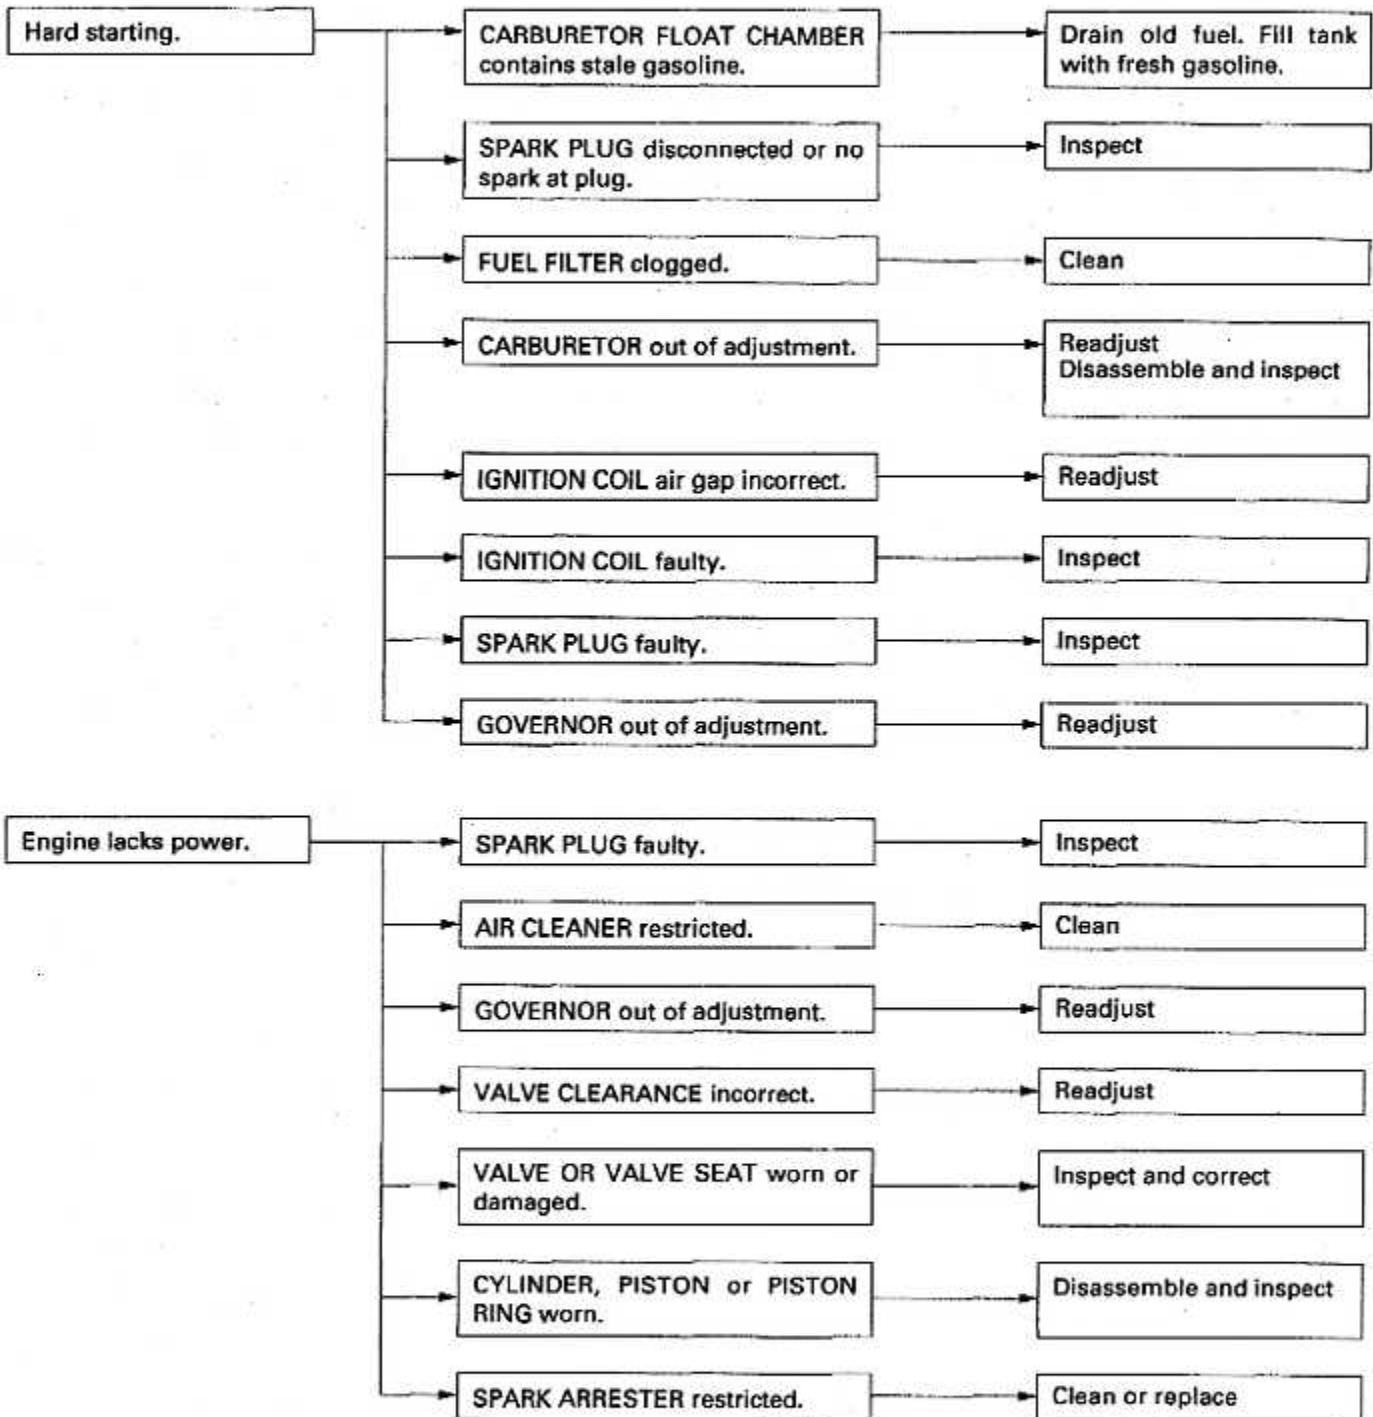 Hard starting.
CARBURETOR FLOAT CHAMBER
contains stale gasoline.
Drain old fuel. Fill tank
with fresh gasoline.
SPARK PLUG disconnected or no
spark at plug.
Inspect
FUEL FILTER clogged.
Clean
CARBURETOR out of adjustment.
Readjust
Disassemble and inspect
IGNITION COIL air gap incorrect.
Readjust
IGNITION COIL faulty.
Inspect
SPARK PLUG faulty.
Inspect
GOVERNOR out of adjustment.
Readjust
Engine lacks power.
SPARK PLUG faulty.
Inspect
AIR CLEANER restricted.
Clean
GOVERNOR out of adjustment.
Readjust
VALVE CLEARANCE incorrect.
Readjust
VALVE OR VALVE SEAT worn or
damaged.
Inspect and correct
CYLINDER, PISTON or PISTON
RING worn.
Disassemble and inspect
SPARK ARRESTER restricted.
Clean or replace